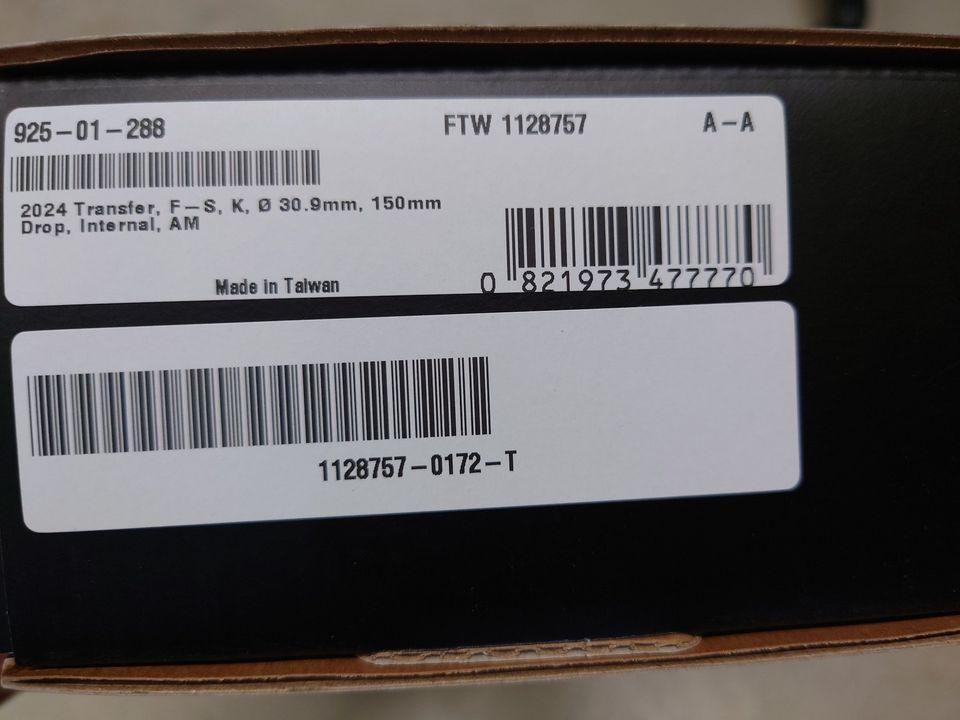 925-01-288 FTW 1128757 A-A
2024 Transfer, F-S, K, Ø 30.9mm, 150mm
Drop, Internal, AM
Made in Taiwan
0 821973 477770
1128757-0172-T